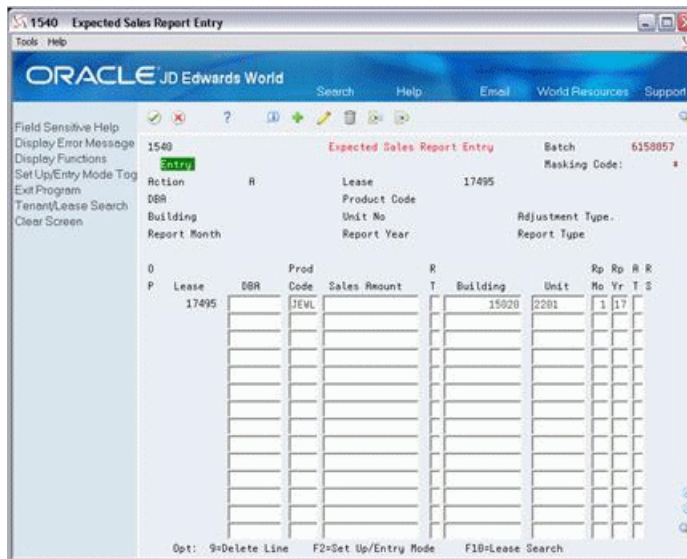 1540 Expected Sales Report Entry
Tools Help
ORACLE JD Edwards World
Search Help Email World Resources Support
Field Sensitive Help
Display Error Message
Display Functions
Set Up/Entry Mode Tog
Exit Program
Tenant/Lease Search
Clear Screen
1540 Expected Sales Report Entry Batch 6158057
Entry Masking Code: *
Action A Lease 17495
DBA Product Code
Building Unit No Adjustment Type.
Report Month Report Year Report Type
O Prod R Rp Rp A R
P Lease DBA Code Sales Amount T Building Unit Mo Yr T S
17495 JEWL 15020 2201 1 17
Opt: 9=Delete Line F2=Set Up/Entry Mode F18=Lease Search